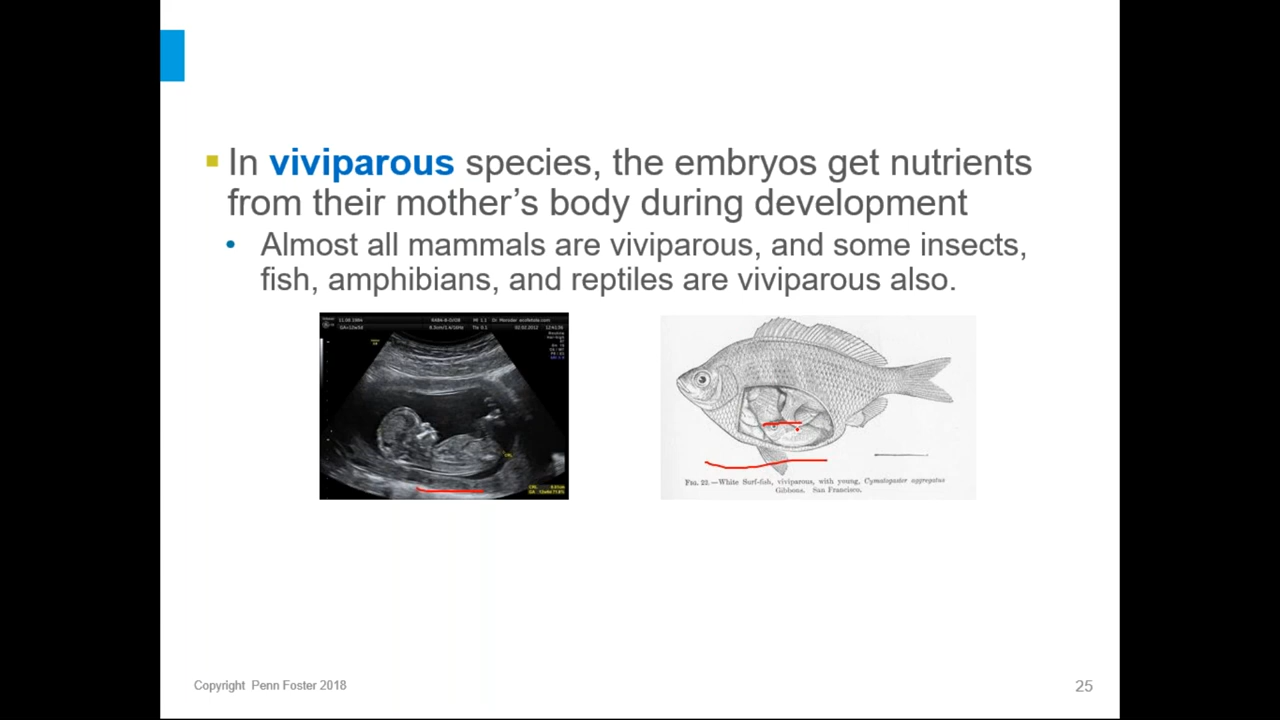 In viviparous species, the embryos get nutrients
from their mother's body during development
Almost all mammals are viviparous, and some insects,
fish, amphibians, and reptiles are viviparous also.
FIG. 22.—White Surf-fish, viviparous, with young, Cymatogaster aggregatus
Gibbons. San Francisco.
Copyright Penn Foster 2018
25